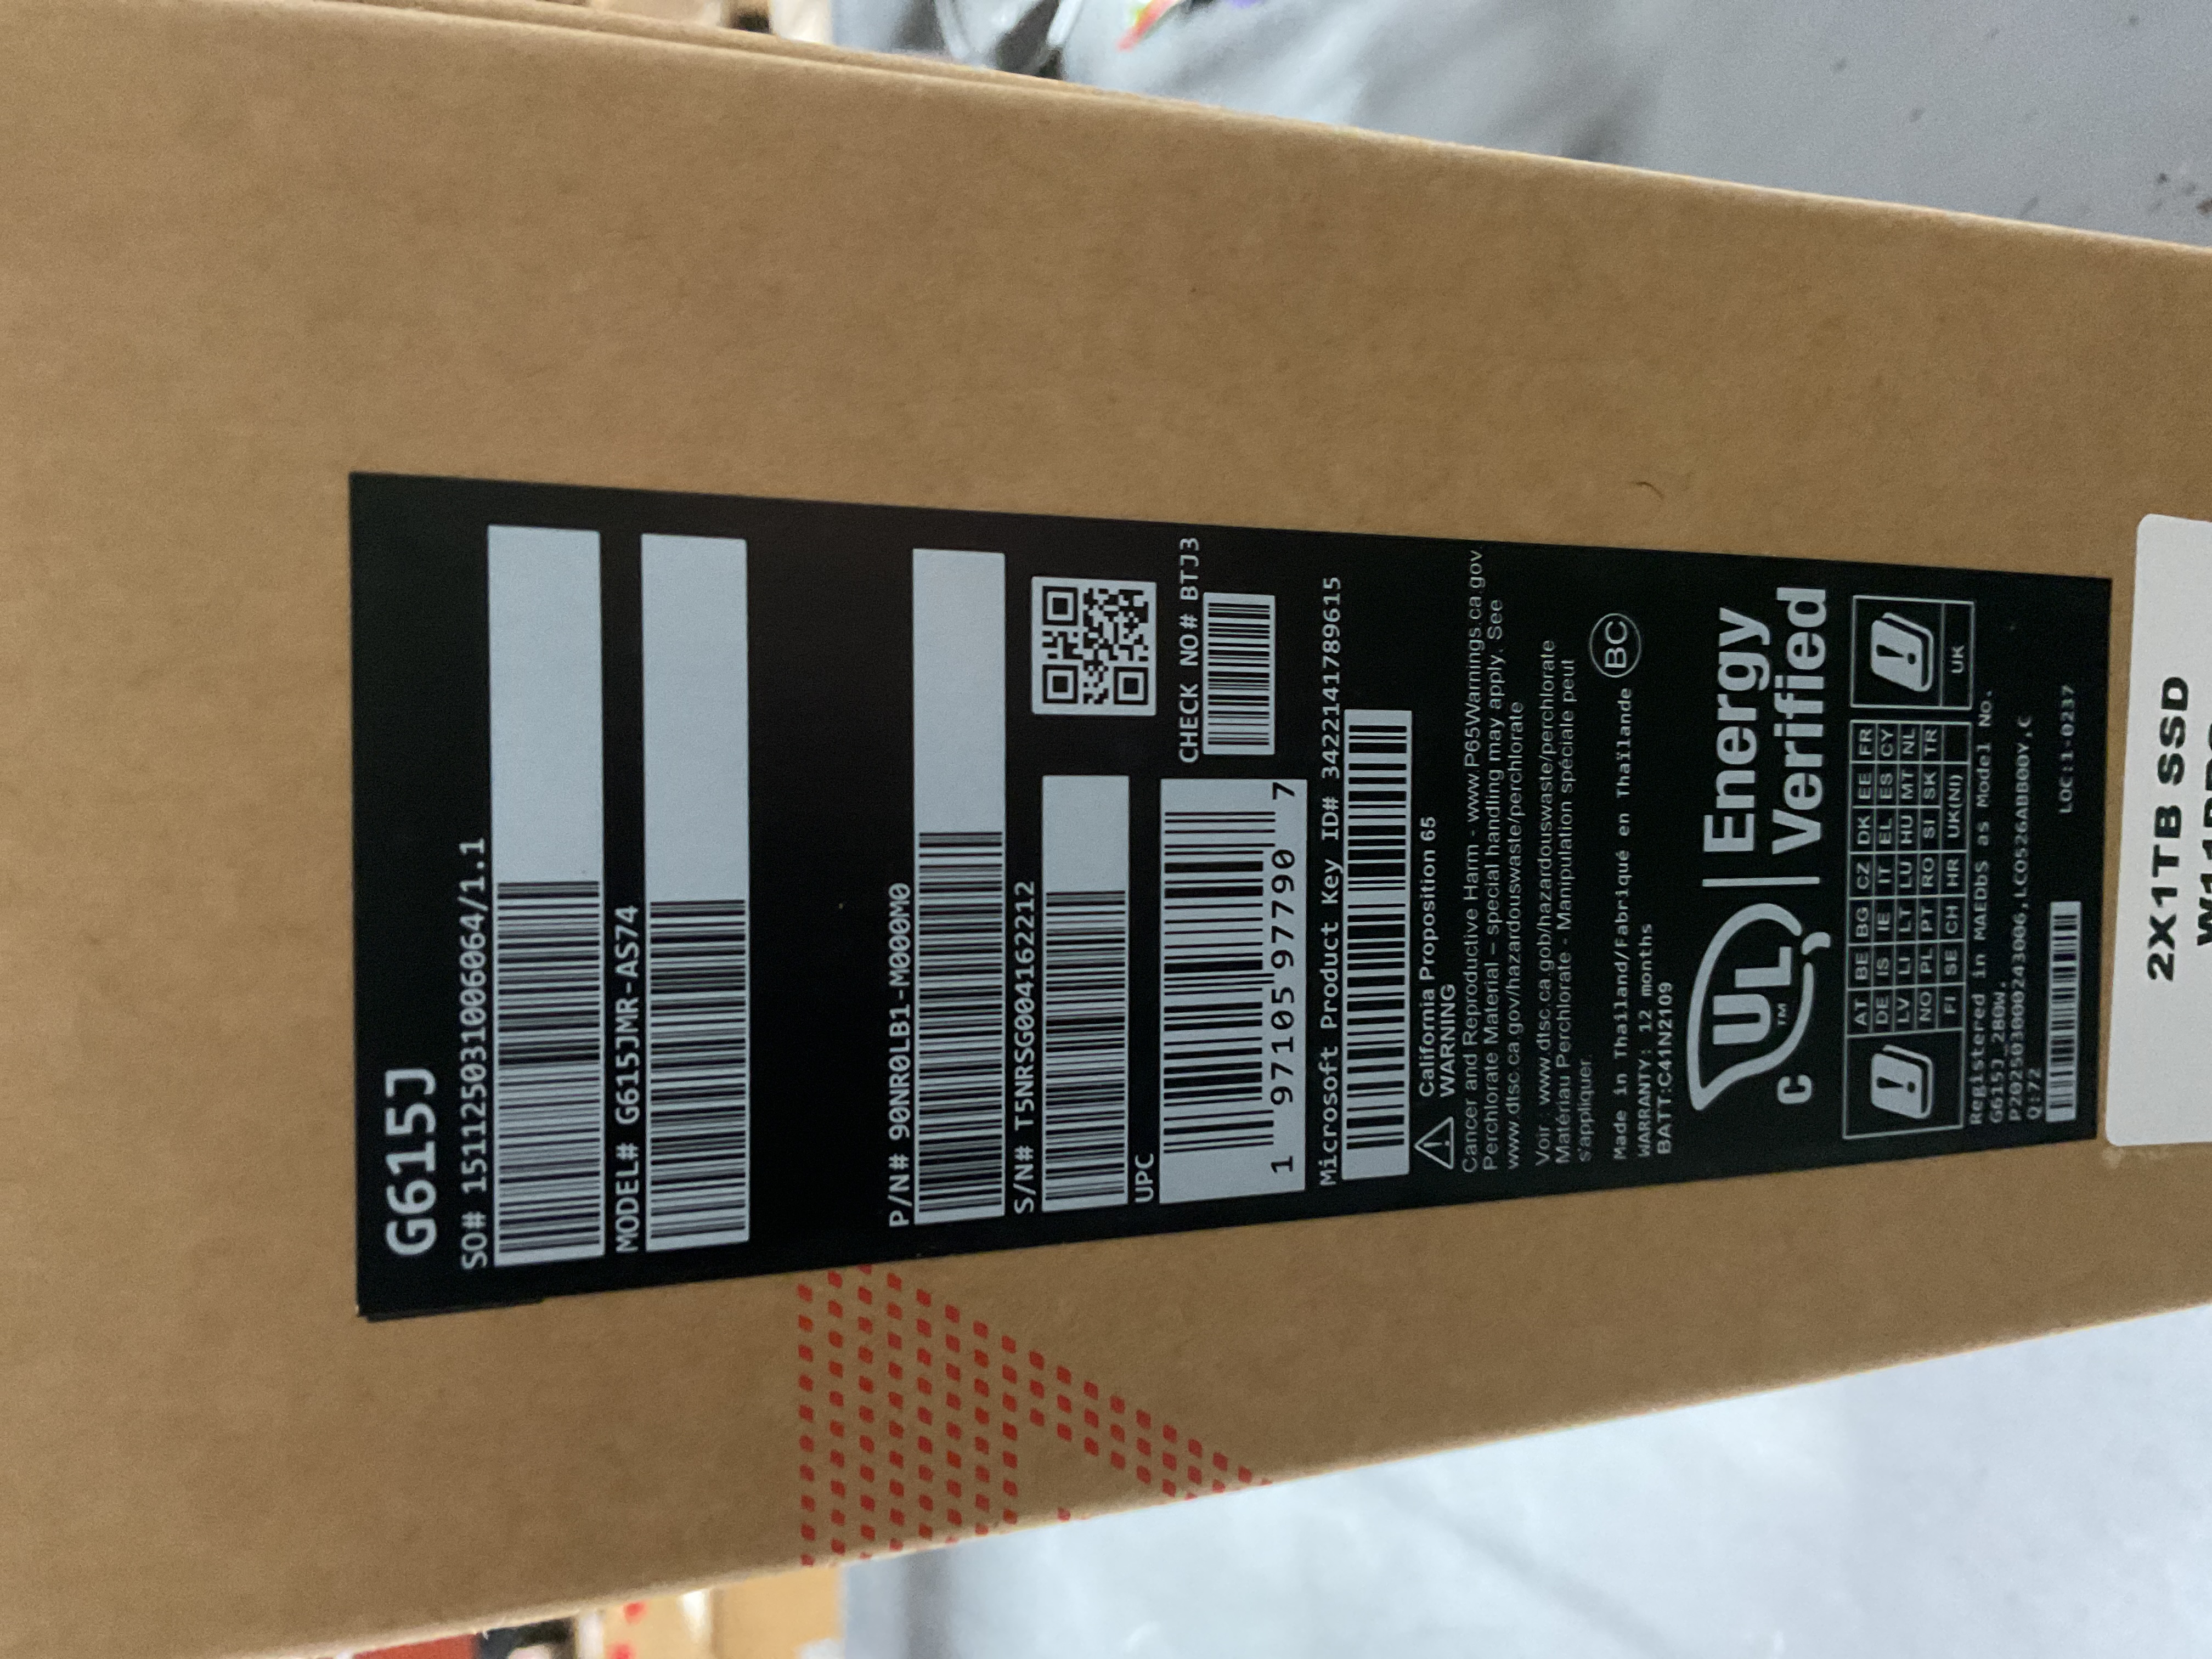 G615J
SO# 151125031006064/1.1
MODEL# G615JMR-AS74
P/N# 90NR0LB1-M000M0
S/N# T5NRSG004162212
UPC
1 97105 97790 7
CHECK NO# BTJ3
Microsoft Product Key ID# 3422141789615
California Proposition 65
WARNING
Cancer and Reproductive Harm - www.P65Warnings.ca.gov.
Perchlorate Material – special handling may apply. See
www.dtsc.ca.gov/hazardouswaste/perchlorate
Voir : www.dtsc.ca.gob/hazardouswaste/perchlorate
Matériau Perchlorate - Manipulation spéciale peut
s'appliquer.
Made in Thailand/Fabriqué en Thaïlande BC
WARRANTY: 12 months
BATT:C41N2109
C UL TM Energy
Verified
AT BE BG CZ DK EE FR
DE IS IE IT EL ES CY
LV LI LT LU HU MT NL
NO PL PT RO SI SK TR
FI SE CH HR UK(NI)
UK
Registered in MAEDbS as Model No.
G615J_280W.
P202503000243006,LC0526ABB00Y,C
Q:72
LOC:1-0237
2X1TB SSD